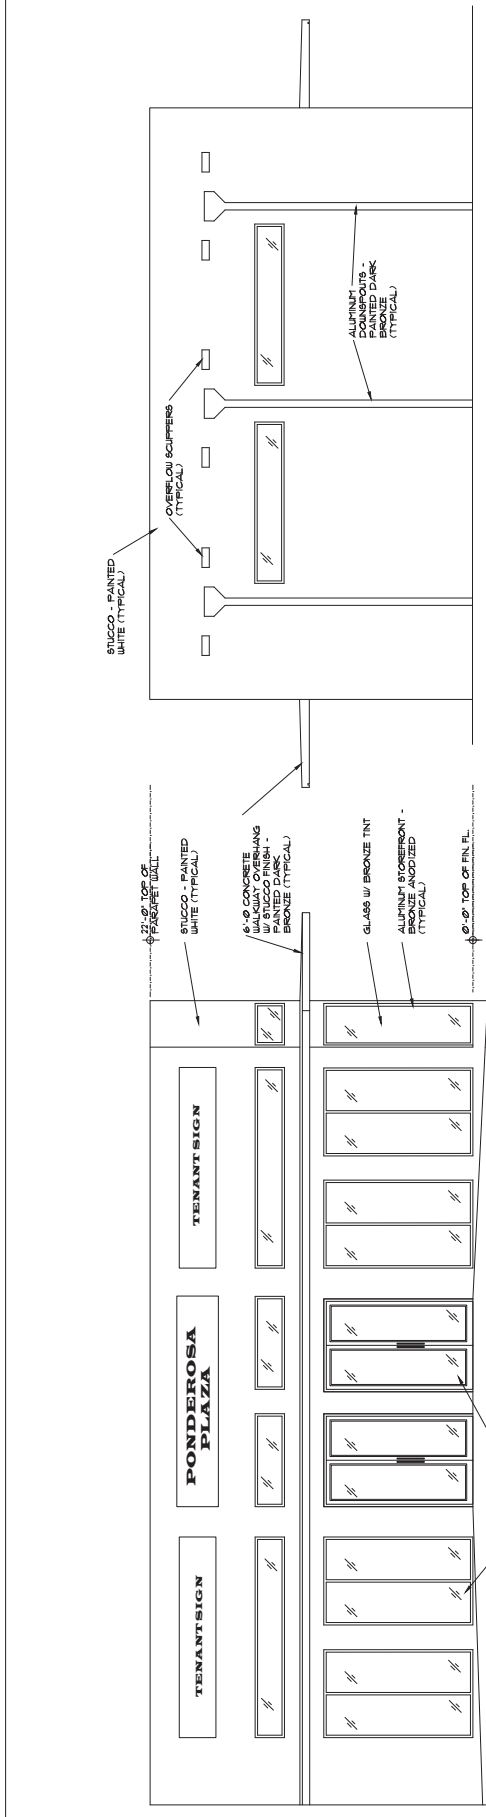 TENANT SIGN
PONDEROSA
PLAZA
TENANT SIGN
22'-0" TOP OF
PARAPET WALL
STUCCO - PAINTED
WHITE (TYPICAL)
6'-0 CONCRETE
WALKWAY OVERHANG
W/ STUCCO FINISH -
PAINTED DARK
BRONZE (TYPICAL)
GLASS W/ BRONZE TINT
ALUMINUM STOREFRONT -
BRONZE ANODIZED
(TYPICAL)
0'-0" TOP OF FIN. FL.
STUCCO - PAINTED
WHITE (TYPICAL)
OVERFLOW SCUPPERS
(TYPICAL)
ALUMINUM
DOWNSPOUTS -
PAINTED DARK
BRONZE
(TYPICAL)